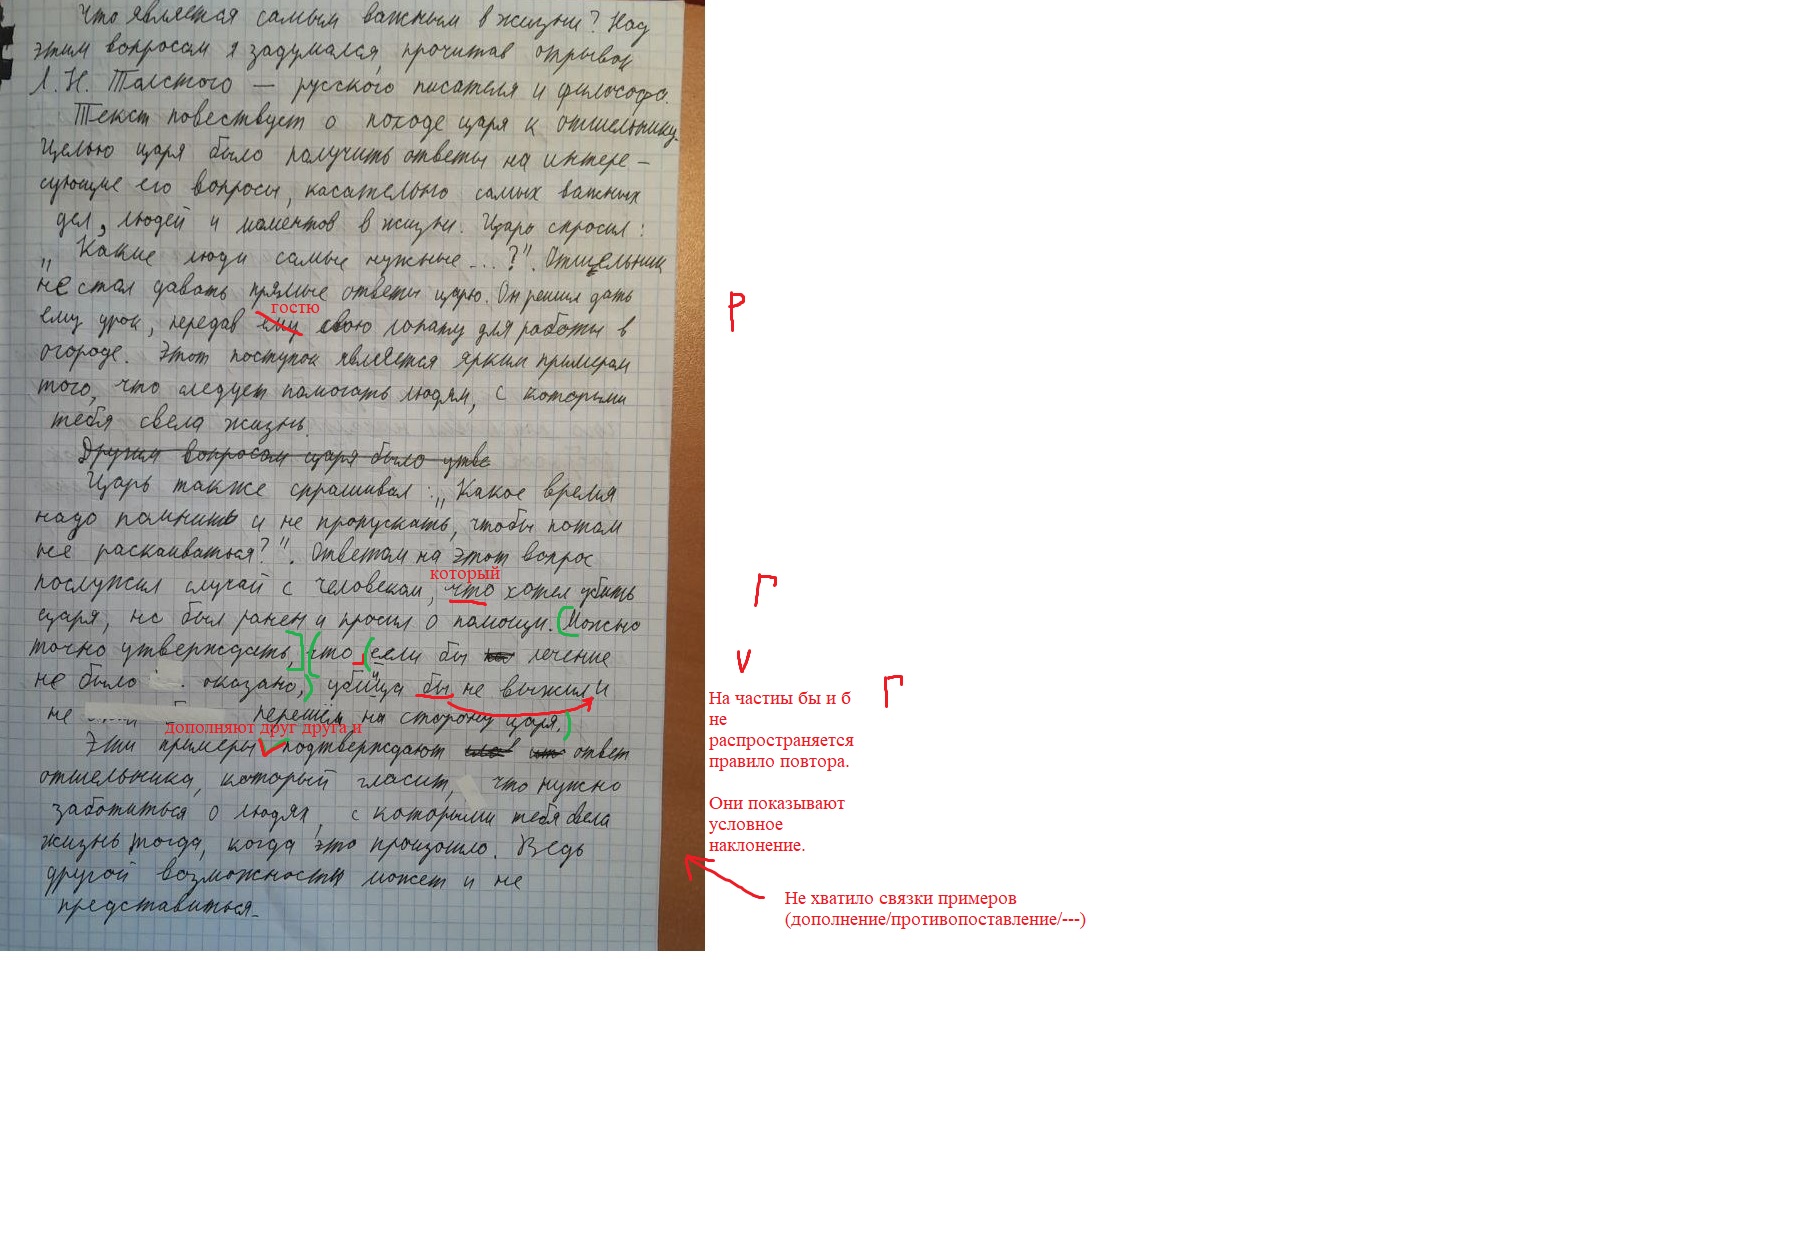 Что является самым важным в жизни? Над
этим вопросом я задумался, прочитав отрывок
Л. Н. Толстого — русского писателя и философа.
Текст повествует о походе царя к отшельнику.
Целью царя было получить ответы на интере-
сующие его вопросы, касательно самых важных
дел, людей и моментов в жизни. Царь спросил:
„Какие люди самые нужные...?". Отшельник
не стал давать прямые ответы царю. Он решил дать
гостю
ему урок, передав ему свою лопату для работы в
огороде. Этот поступок является ярким примером
того, что следует помогать людям, с которыми
тебя свела жизнь.
Другим вопросом царя было утве
Царь также спрашивал: „Какое время
надо помнить и не пропускать, чтобы потом
не раскаиваться?". Ответом на этот вопрос
который
послужил случай с человеком, что хотел убить
царя, но был ранен и просил о помощи. (Можно
точно утверждать,] (что (если бы лечение
не было оказано,) убийца бы не выжил и
не перешёл на сторону царя,)
дополняют друг друга и
Эти примеры подтверждают ответ
отшельника, который гласит, что нужно
заботиться о людях, с которыми тебя свела
жизнь тогда, когда это произошло. Ведь
другой возможности может и не
представиться.
Р
Г
V
Г
На частиы бы и б
не
распространяется
правило повтора.
Они показывают
условное
наклонение.
Не хватило связки примеров
(дополнение/противопоставление/---)